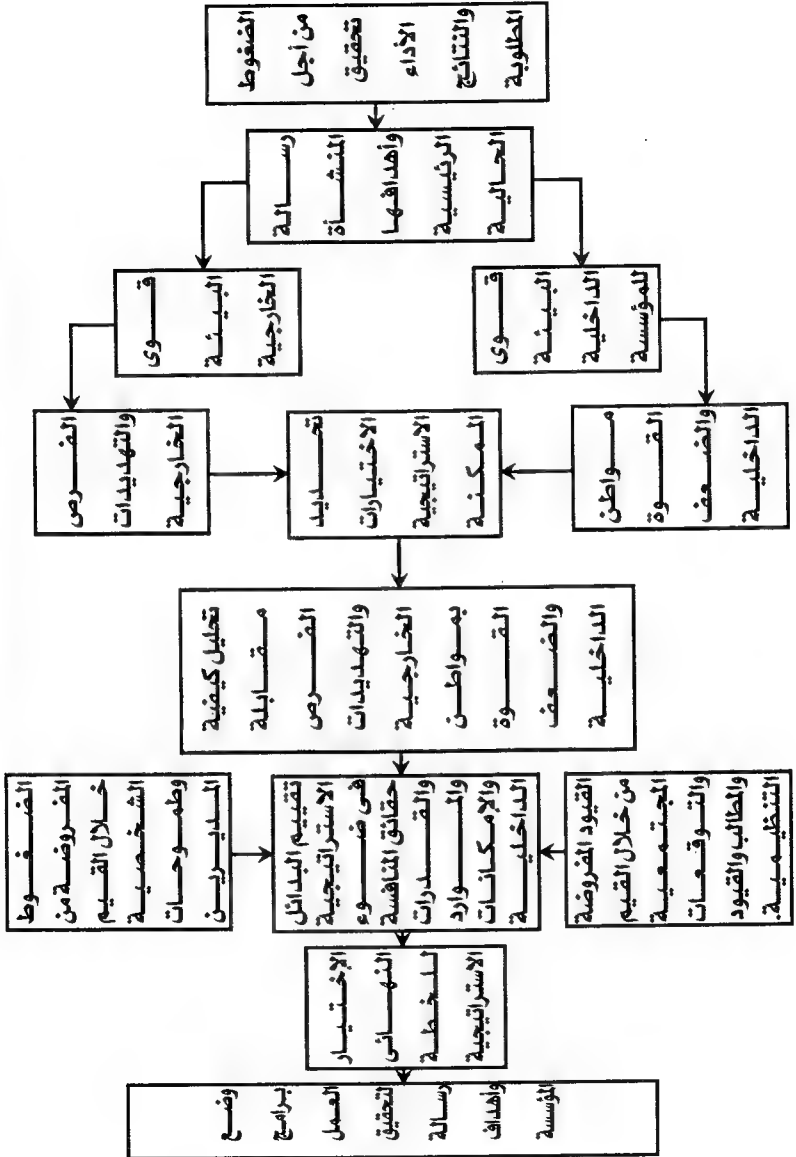 الضغوط
من أجل
تحقيق
الأداء
والنتائج
المطلوبة
رسالة
المنشأة
وأهدافها
الرئيسية
الحالية
قوى
البيئة
الخارجية
قوى
البيئة
الداخلية
للمؤسسة
الفرص
والتهديدات
الخارجية
تحديد
الاختيارات
الاستراتيجية
الممكنة
مواطن
القوة
والضعف
الداخلية
تحليل كيفية
مقابلة
الفرص
والتهديدات
الخارجية
بمواطن
القوة
والضعف
الداخلية
الضغوط
المفروضة من
خلال القيم
الشخصية
وطموحات
المديرين
تقييم البدائل
الاستراتيجية
فى ضوء
حقائق المنافسة
والقدرات
والموارد
والامكانات
الداخلية
القيود المفروضة
من خلال القيم
المجتمعية
والتوقعات
والمطالب والقيود
التنظيمية.
الإختيار
النهائى
للخطة
الاستراتيجية
وضع
برامج
العمل
لتحقيق
رسالة
وأهداف
المؤسسة